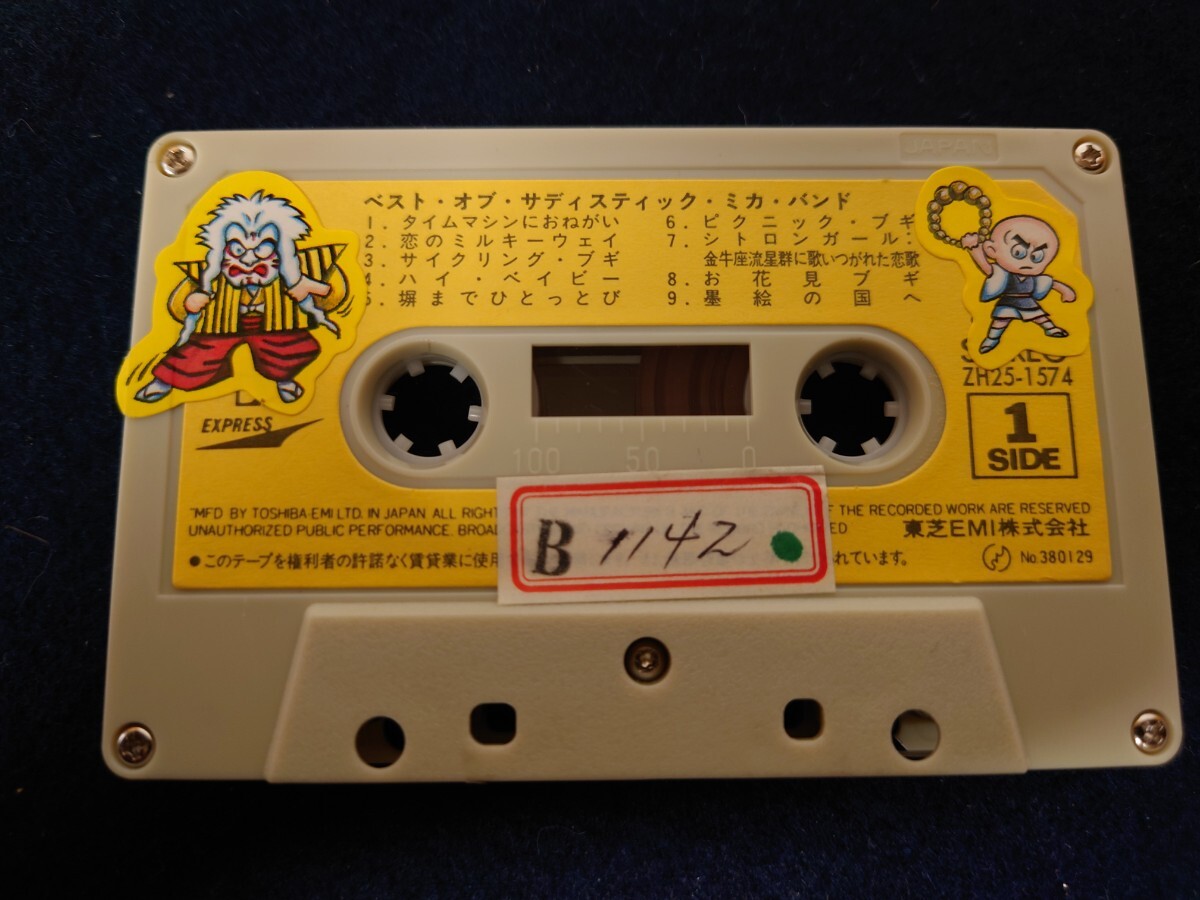 JAPAN
ベスト・オブ・サディスティック・ミカ・バンド
1. タイムマシンにおねがい
2. 恋のミルキーウェイ
3. サイクリング・ブギ
4. ハイ・ベイビー
5. 塀までひとっとび
6. ピクニック・ブギ
7. シトロンガール:
金牛座流星群に歌いつがれた恋歌
8. お花見ブギ
9. 墨絵の国へ
ZH25-1574
1
SIDE
EXPRESS
100 50 0
"MFD BY TOSHIBA-EMI LTD. IN JAPAN ALL RIGHT
OF THE RECORDED WORK ARE RESERVED
UNAUTHORIZED PUBLIC PERFORMANCE. BROAD
東芝EMI株式会社
●このテープを権利者の許諾なく賃貸業に使用
れています。
No.380129
B 1142